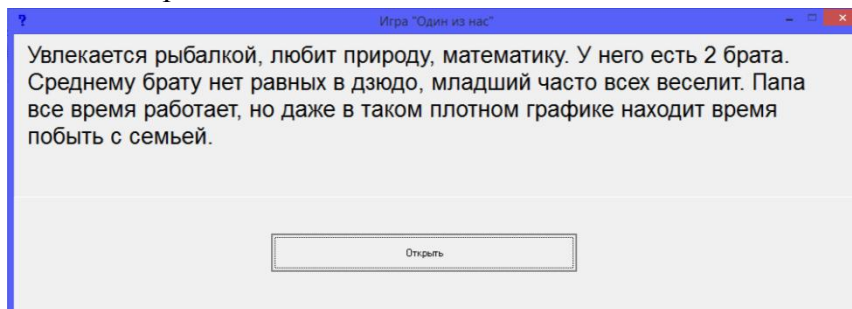 ?
Игра "Один из нас"
Увлекается рыбалкой, любит природу, математику. У него есть 2 брата.
Среднему брату нет равных в дзюдо, младший часто всех веселит. Папа
все время работает, но даже в таком плотном графике находит время
побыть с семьей.
Открыть